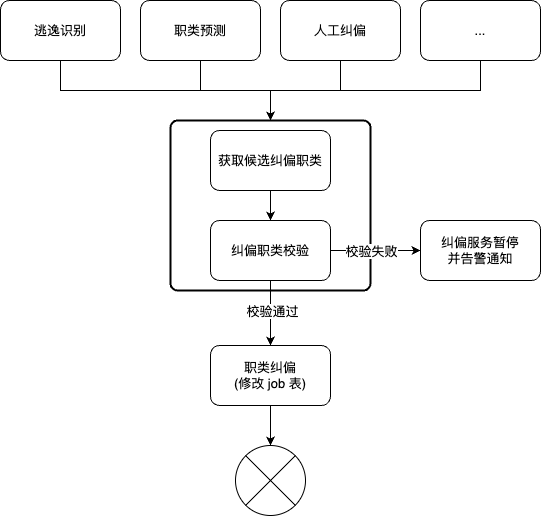 逃逸识别
职类预测
人工纠偏
...
获取候选纠偏职类
纠偏职类校验
校验失败
纠偏服务暂停
并告警通知
校验通过
职类纠偏
(修改 job 表)